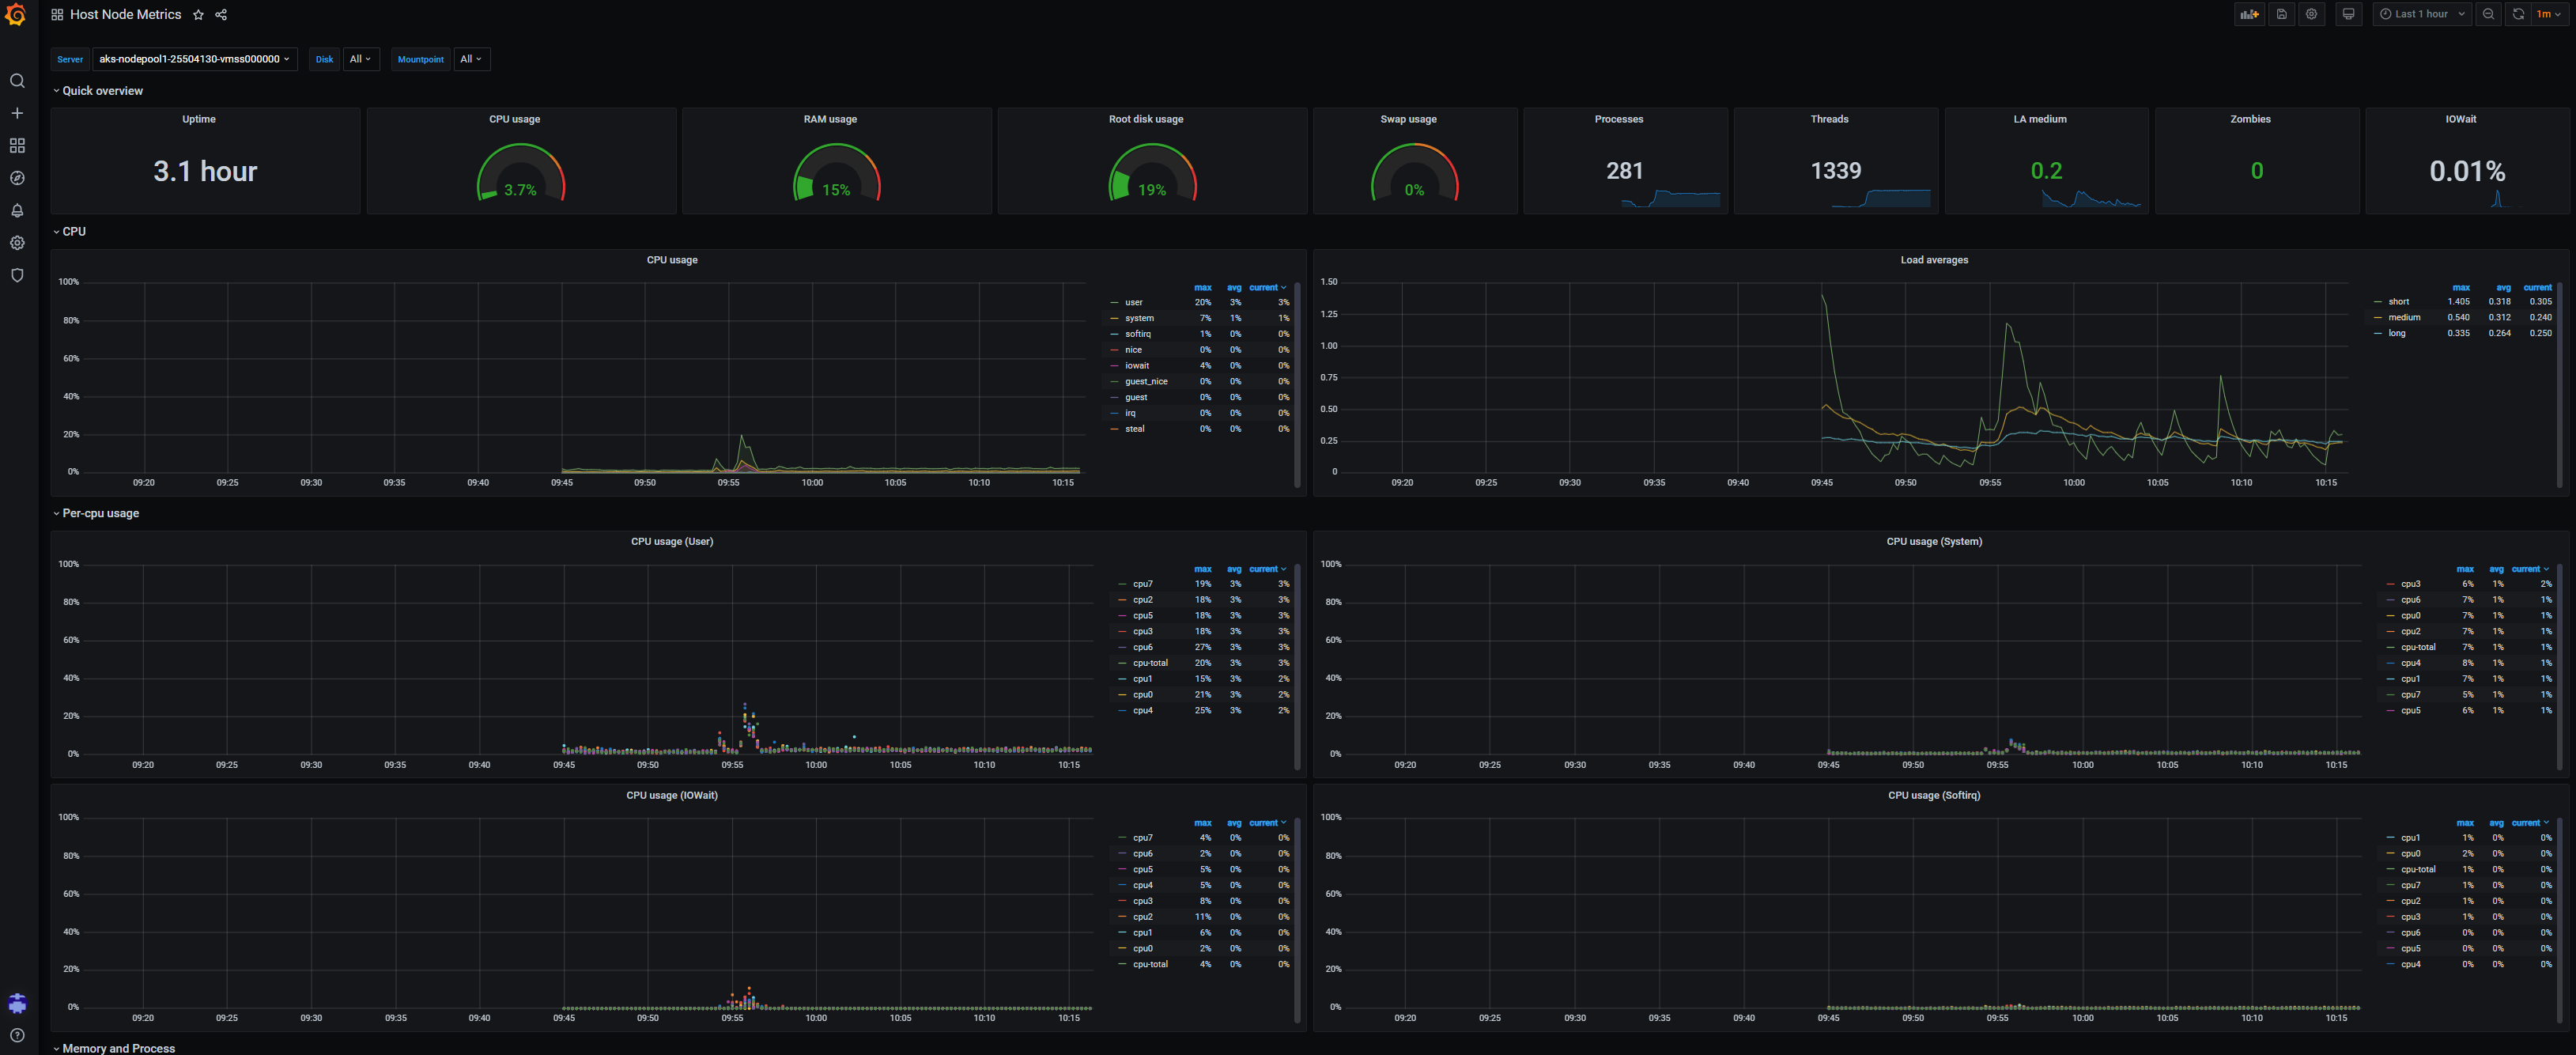 Host Node Metrics
Last 1 hour
1m
Server aks-nodepool1-25504130-vmss000000 Disk All Mountpoint All
Quick overview
Uptime
3.1 hour
CPU usage
3.7%
RAM usage
15%
Root disk usage
19%
Swap usage
0%
Processes
281
Threads
1339
LA medium
0.2
Zombies
0
IOWait
0.01%
CPU
CPU usage
100%
80%
60%
40%
20%
0%
09:20 09:25 09:30 09:35 09:40 09:45 09:50 09:55 10:00 10:05 10:10 10:15
max avg current
user 20% 3% 3%
system 7% 1% 1%
softirq 1% 0% 0%
nice 0% 0% 0%
iowait 4% 0% 0%
guest_nice 0% 0% 0%
guest 0% 0% 0%
irq 0% 0% 0%
steal 0% 0% 0%
Load averages
1.50
1.25
1.00
0.75
0.50
0.25
0
09:20 09:25 09:30 09:35 09:40 09:45 09:50 09:55 10:00 10:05 10:10 10:15
max avg current
short 1.405 0.318 0.305
medium 0.540 0.312 0.240
long 0.335 0.264 0.250
Per-cpu usage
CPU usage (User)
100%
80%
60%
40%
20%
0%
09:20 09:25 09:30 09:35 09:40 09:45 09:50 09:55 10:00 10:05 10:10 10:15
max avg current
cpu7 19% 3% 3%
cpu2 18% 3% 3%
cpu5 18% 3% 3%
cpu3 18% 3% 3%
cpu6 27% 3% 3%
cpu-total 20% 3% 3%
cpu1 15% 3% 2%
cpu0 21% 3% 2%
cpu4 25% 3% 2%
CPU usage (System)
100%
80%
60%
40%
20%
0%
09:20 09:25 09:30 09:35 09:40 09:45 09:50 09:55 10:00 10:05 10:10 10:15
max avg current
cpu3 6% 1% 2%
cpu6 7% 1% 1%
cpu0 7% 1% 1%
cpu2 7% 1% 1%
cpu-total 7% 1% 1%
cpu4 8% 1% 1%
cpu1 7% 1% 1%
cpu7 5% 1% 1%
cpu5 6% 1% 1%
CPU usage (IOWait)
100%
80%
60%
40%
20%
0%
09:20 09:25 09:30 09:35 09:40 09:45 09:50 09:55 10:00 10:05 10:10 10:15
max avg current
cpu7 4% 0% 0%
cpu6 2% 0% 0%
cpu5 5% 0% 0%
cpu4 5% 0% 0%
cpu3 8% 0% 0%
cpu2 11% 0% 0%
cpu1 6% 0% 0%
cpu0 2% 0% 0%
cpu-total 4% 0% 0%
CPU usage (Softirq)
100%
80%
60%
40%
20%
0%
09:20 09:25 09:30 09:35 09:40 09:45 09:50 09:55 10:00 10:05 10:10 10:15
max avg current
cpu1 1% 0% 0%
cpu0 2% 0% 0%
cpu-total 1% 0% 0%
cpu7 1% 0% 0%
cpu2 1% 0% 0%
cpu3 1% 0% 0%
cpu6 0% 0% 0%
cpu5 0% 0% 0%
cpu4 0% 0% 0%
Memory and Process